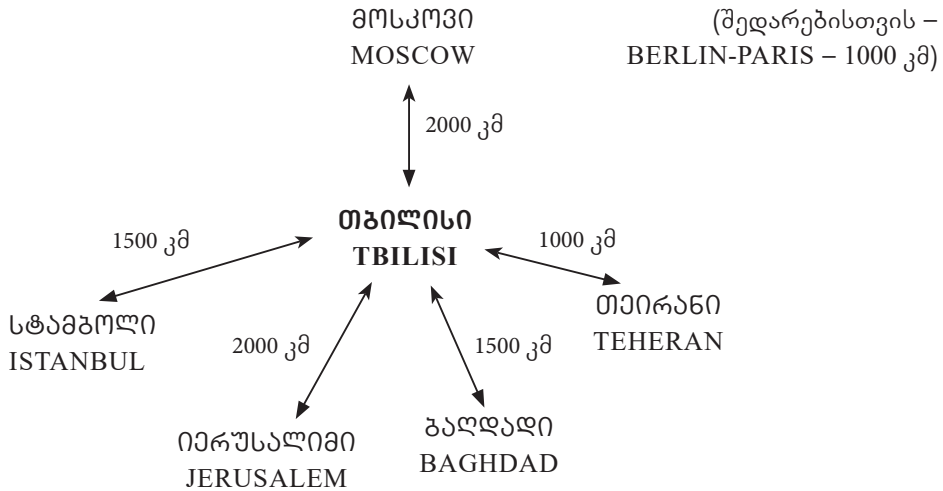 მოსკოვი
MOSCOW
(შედარებისთვის –
BERLIN-PARIS – 1000 კმ)
2000 კმ
თბილისი
TBILISI
1500 კმ
1000 კმ
სტამბოლი
ISTANBUL
თეირანი
TEHERAN
2000 კმ
1500 კმ
იერუსალიმი
JERUSALEM
ბაღდადი
BAGHDAD